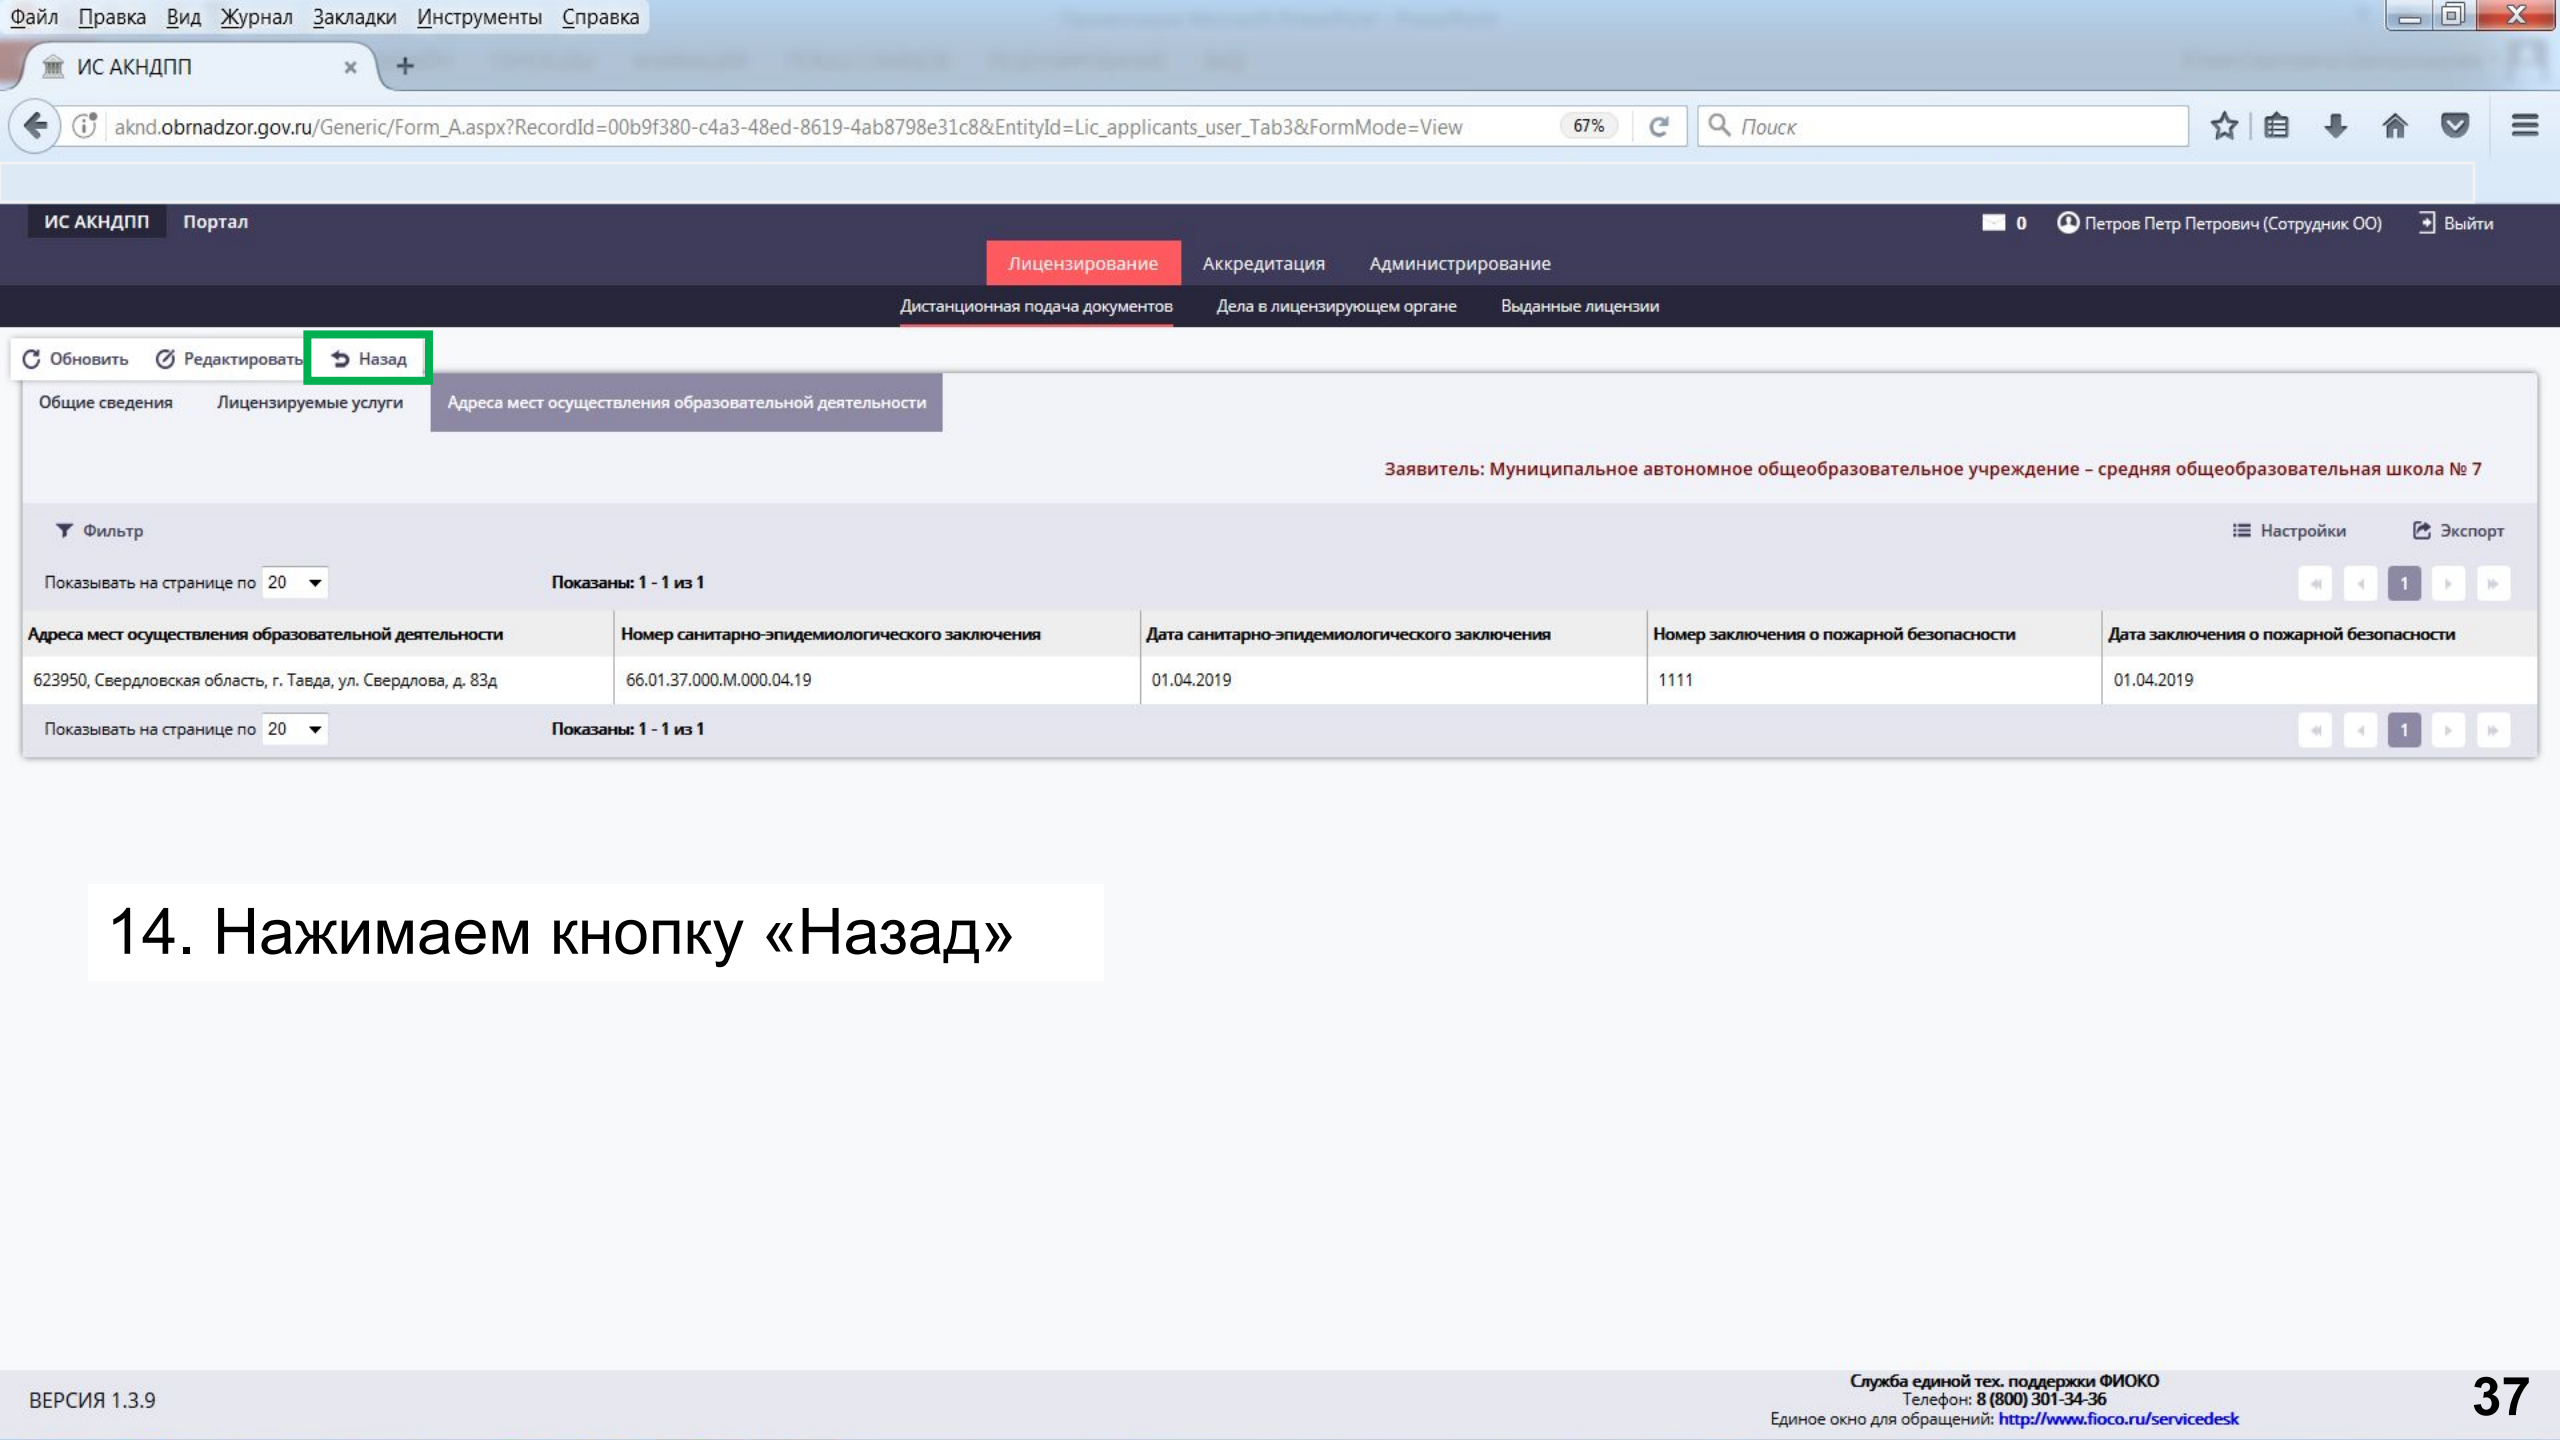 Файл Правка Вид Журнал Закладки Инструменты Справка
ИС АКНДПП
aknd.obrnadzor.gov.ru/Generic/Form_A.aspx?RecordId=00b9f380-c4a3-48ed-8619-4ab8798e31c8&EntityId=Lic_applicants_user_Tab3&FormMode=View 67% Поиск
ИС АКНДПП Портал 0 Петров Петр Петрович (Сотрудник ОО) Выйти
Лицензирование Аккредитация Администрирование
Дистанционная подача документов Дела в лицензирующем органе Выданные лицензии
Обновить Редактировать Назад
Общие сведения Лицензируемые услуги Адреса мест осуществления образовательной деятельности
Заявитель: Муниципальное автономное общеобразовательное учреждение – средняя общеобразовательная школа № 7
Фильтр Настройки Экспорт
Показывать на странице по 20 Показаны: 1 - 1 из 1 1
Адреса мест осуществления образовательной деятельности Номер санитарно-эпидемиологического заключения Дата санитарно-эпидемиологического заключения Номер заключения о пожарной безопасности Дата заключения о пожарной безопасности
623950, Свердловская область, г. Тавда, ул. Свердлова, д. 83д 66.01.37.000.М.000.04.19 01.04.2019 1111 01.04.2019
Показывать на странице по 20 Показаны: 1 - 1 из 1 1
14. Нажимаем кнопку «Назад»
ВЕРСИЯ 1.3.9
Служба единой тех. поддержки ФИОКО
Телефон: 8 (800) 301-34-36
Единое окно для обращений: http://www.fioco.ru/servicedesk
37